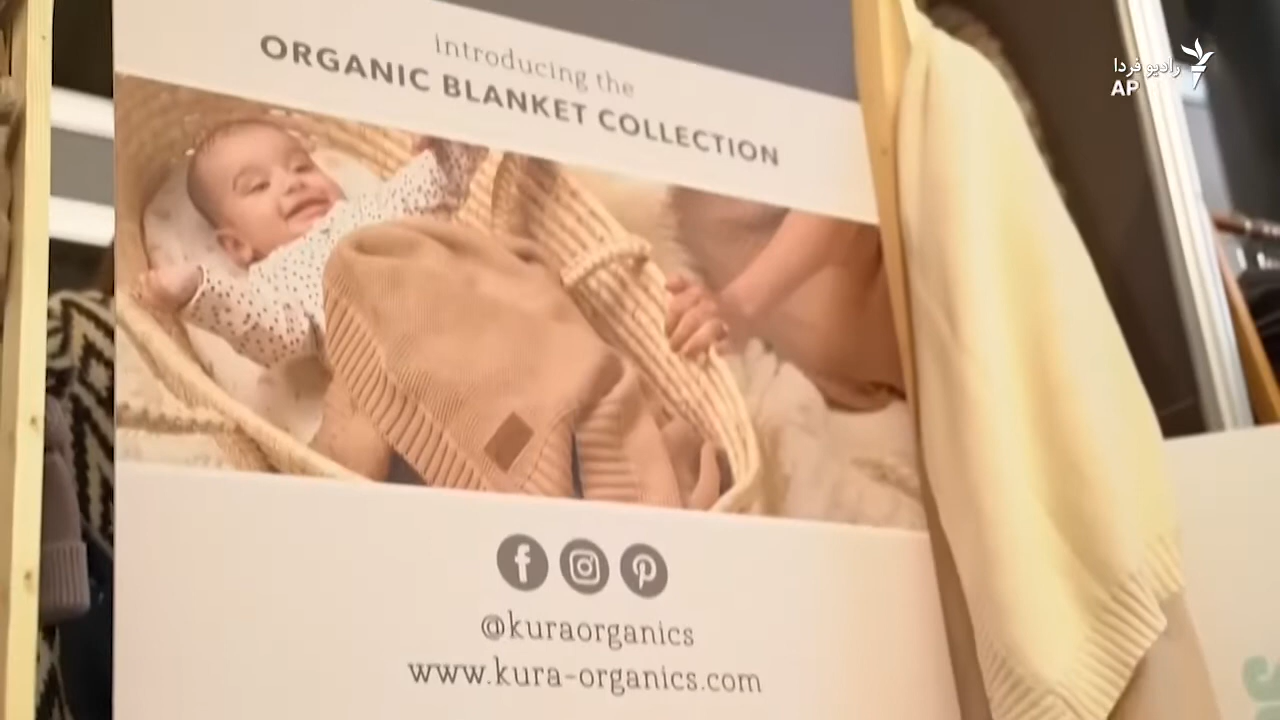 introducing the
ORGANIC BLANKET COLLECTION
@kuraorganics
www.kura-organics.com
رادیو فردا
AP